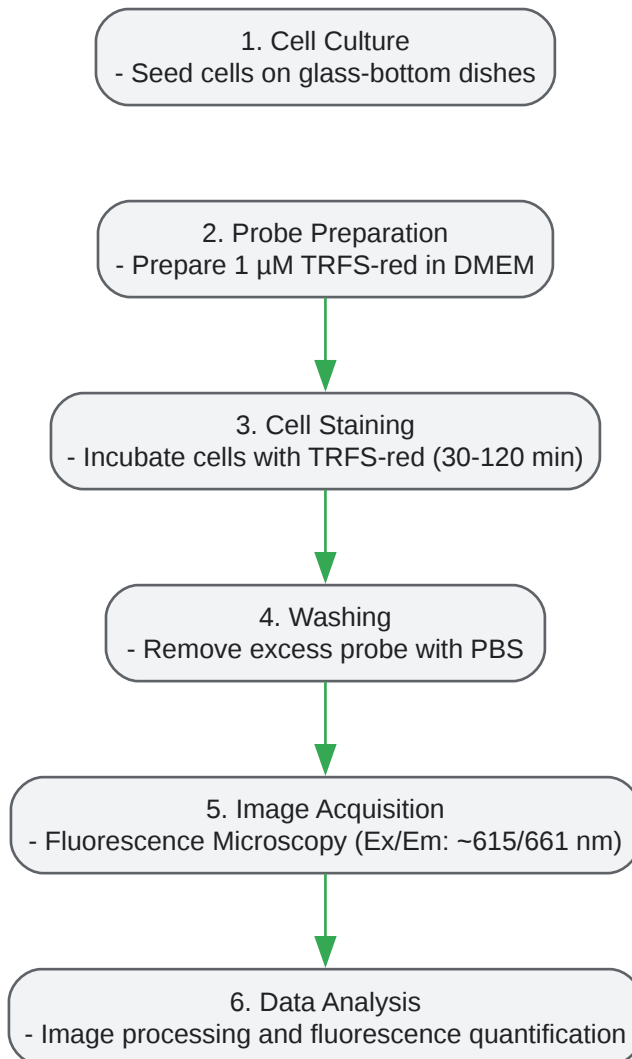 1. Cell Culture
- Seed cells on glass-bottom dishes
2. Probe Preparation
- Prepare 1 µM TRFS-red in DMEM
3. Cell Staining
- Incubate cells with TRFS-red (30-120 min)
4. Washing
- Remove excess probe with PBS
5. Image Acquisition
- Fluorescence Microscopy (Ex/Em: ~615/661 nm)
6. Data Analysis
- Image processing and fluorescence quantification